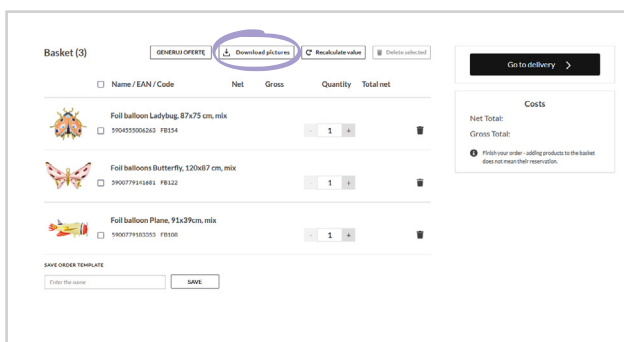 Basket (3)
GENERUJ OFERTĘ
Download pictures
Recalculate value
Delete selected
Name / EAN / Code Net Gross Quantity Total net
Foil balloon Ladybug, 87x75 cm, mix
5904555006263 FB154
- 1 +
Foil balloons Butterfly, 120x87 cm, mix
5900779141681 FB122
- 1 +
Foil balloon Plane, 91x39cm, mix
5900779103353 FB108
- 1 +
SAVE ORDER TEMPLATE
Enter the name
SAVE
Go to delivery
Costs
Net Total:
Gross Total:
Finish your order - adding products to the basket
does not mean their reservation.